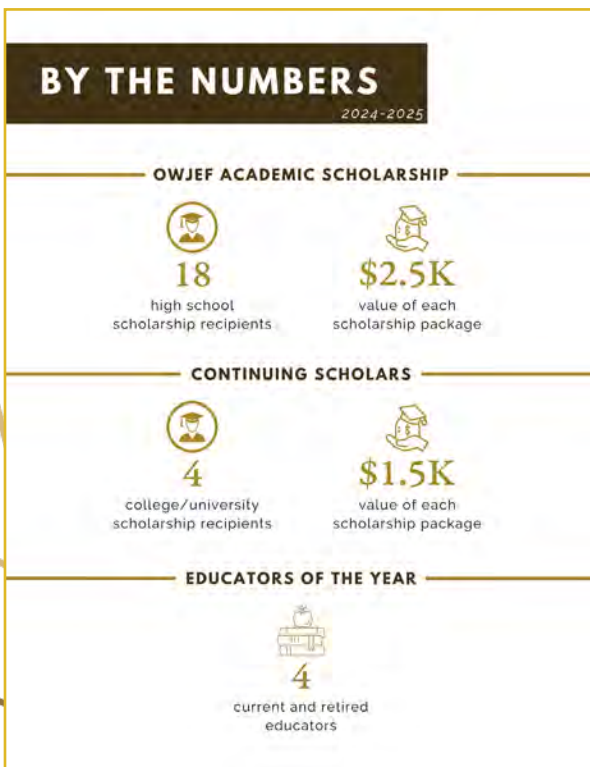 BY THE NUMBERS
2024-2025
OWJEF ACADEMIC SCHOLARSHIP
18
high school
scholarship recipients
$2.5K
value of each
scholarship package
CONTINUING SCHOLARS
4
college/university
scholarship recipients
$1.5K
value of each
scholarship package
EDUCATORS OF THE YEAR
4
current and retired
educators